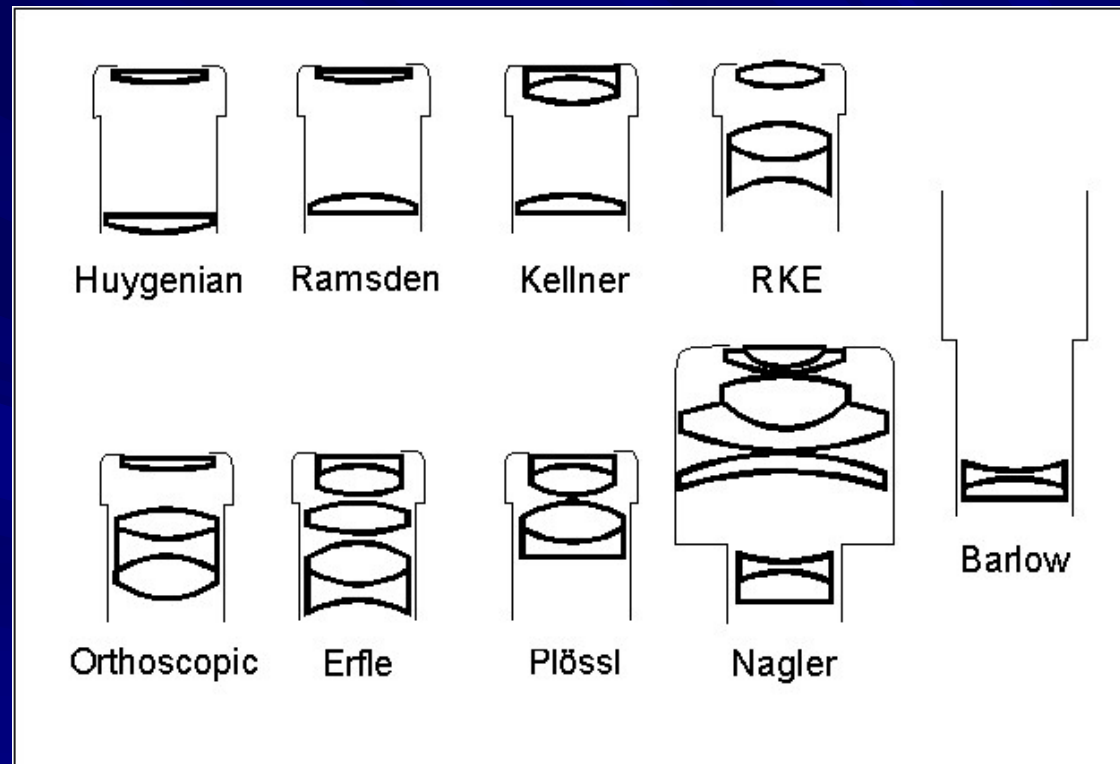 Huygenian
Ramsden
Kellner
RKE
Barlow
Orthoscopic
Erfle
Plössl
Nagler